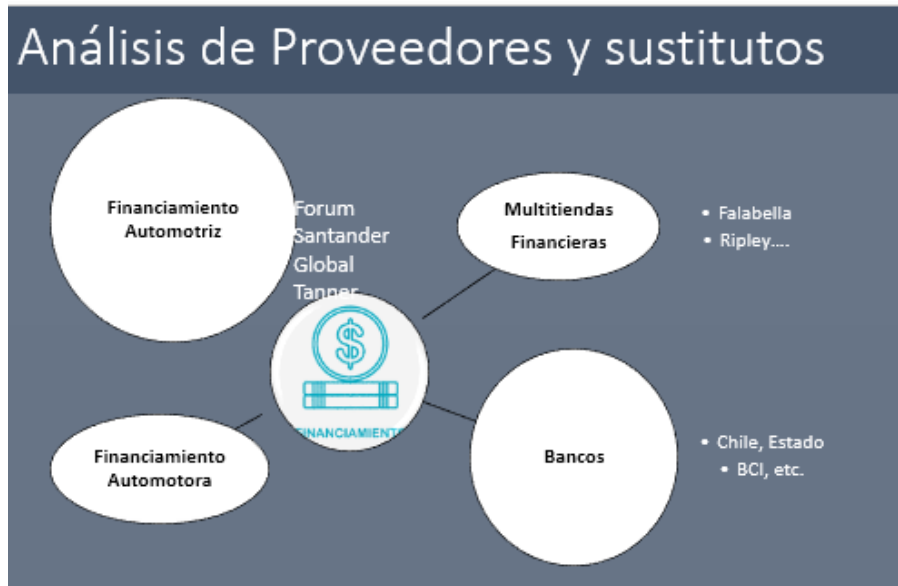 Análisis de Proveedores y sustitutos
Financiamiento
Automotriz
Forum
Santander
Global
Tanner
Multitiendas
Financieras
• Falabella
• Ripley....
FINANCIAMIENTO
Financiamiento
Automotora
Bancos
• Chile, Estado
• BCI, etc.